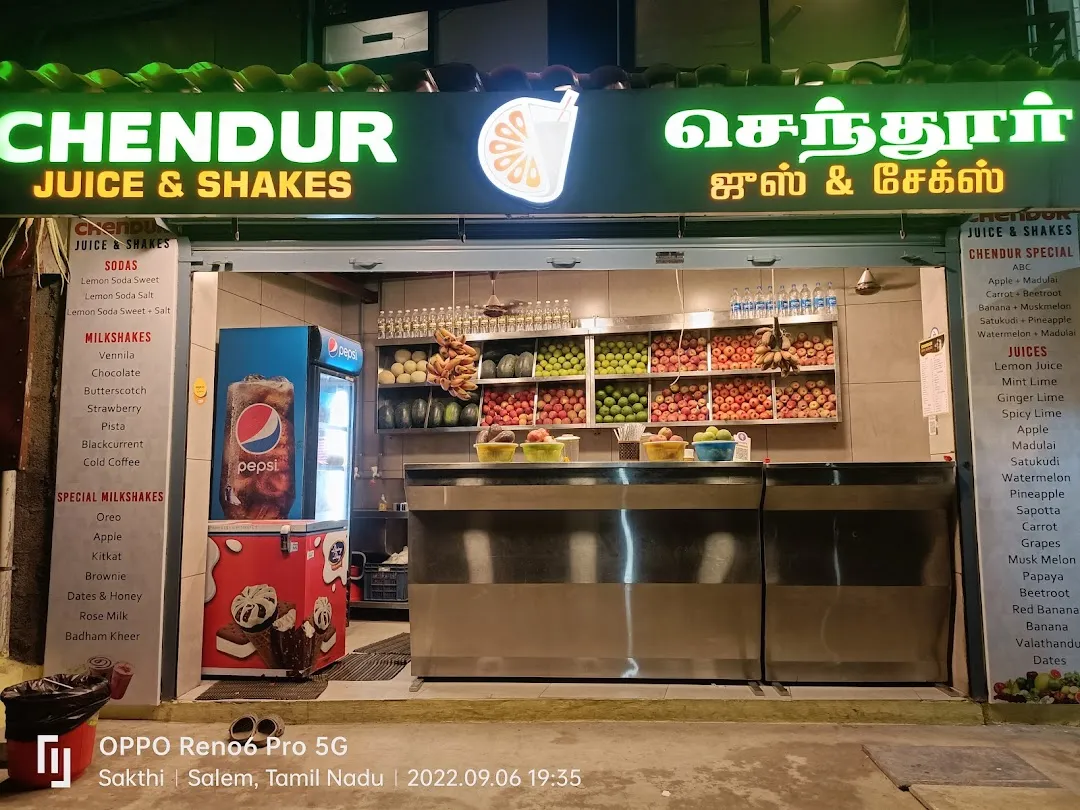 CHENDUR
JUICE & SHAKES
செந்தூர்
ஜுஸ் & சேக்ஸ்
CHENDUR
JUICE & SHAKES
SODAS
Lemon Soda Sweet
Lemon Soda Salt
Lemon Soda Sweet + Salt
MILKSHAKES
Vennila
Chocolate
Butterscotch
Strawberry
Pista
Blackcurrent
Cold Coffee
SPECIAL MILKSHAKES
Oreo
Apple
Kitkat
Brownie
Dates & Honey
Rose Milk
Badham Kheer
pepsi
pepsi
CHENDUR
JUICE & SHAKES
CHENDUR SPECIAL
ABC
Apple + Madulai
Carrot + Beetroot
Banana + Muskmelon
Satukudi + Pineapple
Watermelon + Madulai
JUICES
Lemon Juice
Mint Lime
Ginger Lime
Spicy Lime
Apple
Madulai
Satukudi
Watermelon
Pineapple
Sapotta
Carrot
Grapes
Musk Melon
Papaya
Beetroot
Red Banana
Banana
Valathandu
Dates
OPPO Reno6 Pro 5G
Sakthi | Salem, Tamil Nadu | 2022.09.06 19:35